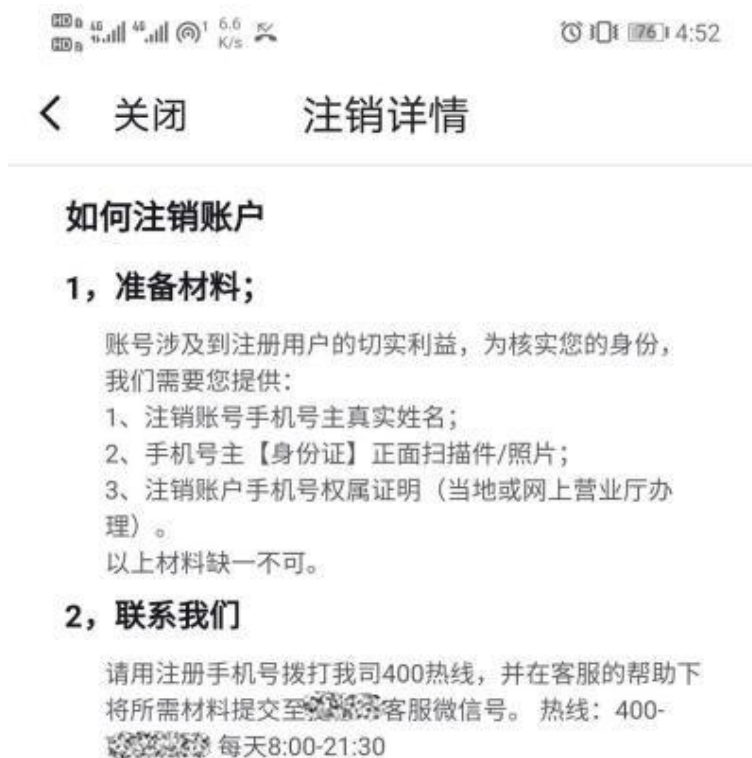 HD 4G 4G 1 6.6 76 4:52
HD K/s
关闭 注销详情
如何注销账户
1，准备材料；
账号涉及到注册用户的切实利益，为核实您的身份，
我们需要您提供：
1、注销账号手机号主真实姓名；
2、手机号主【身份证】正面扫描件/照片；
3、注销账户手机号权属证明（当地或网上营业厅办
理）。
以上材料缺一不可。
2，联系我们
请用注册手机号拨打我司400热线，并在客服的帮助下
将所需材料提交至客服微信号。 热线：400-
每天8:00-21:30